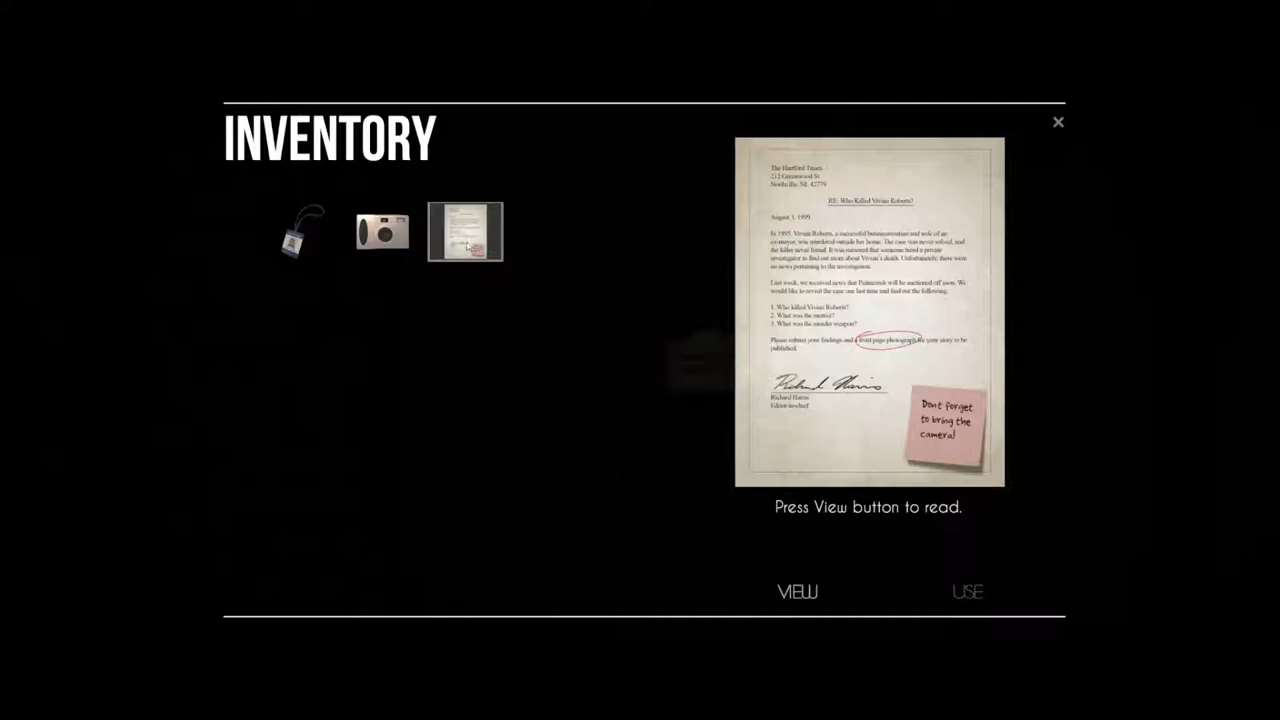 INVENTORY
×
The Hartford Times
212 Greenwood St
Northville, NL 42779
RE: Who Killed Vivian Roberts?
August 3, 1999
In 1995, Vivian Roberts, a successful businesswoman and wife of an
ex-mayor, was murdered outside her home. The case was never solved, and
the killer never found. It was rumored that someone hired a private
investigator to find out more about Vivian's death. Unfortunately, there were
no news pertaining to the investigation.
Last week, we received news that Painscreek will be auctioned off soon. We
would like to revisit the case one last time and find out the following.
1. Who killed Vivian Roberts?
2. What was the motive?
3. What was the murder weapon?
Please submit your findings and a front page photograph for your story to be
published.
Richard Harris
Richard Harris
Editor-in-chief
Don't forget
to bring the
camera!
Press View button to read.
VIEW
USE